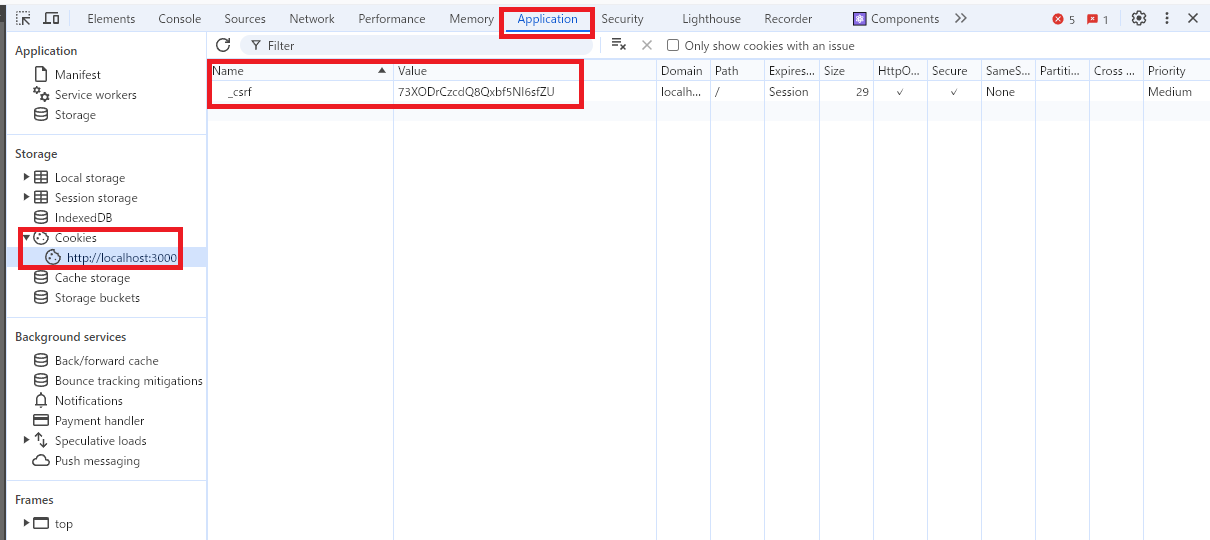 Elements Console Sources Network Performance Memory Application Security Lighthouse Recorder Components 5 1
Application
Manifest
Service workers
Storage
Storage
Local storage
Session storage
IndexedDB
Cookies
http://localhost:3000
Cache storage
Storage buckets
Background services
Back/forward cache
Bounce tracking mitigations
Notifications
Payment handler
Speculative loads
Push messaging
Frames
top
Filter Only show cookies with an issue
Name Value Domain Path Expires... Size HttpO... Secure SameS... Partiti... Cross ... Priority
_csrf 73XODrCzcdQ8Qxbf5NI6sfZU localh... / Session 29 ✓ ✓ None Medium